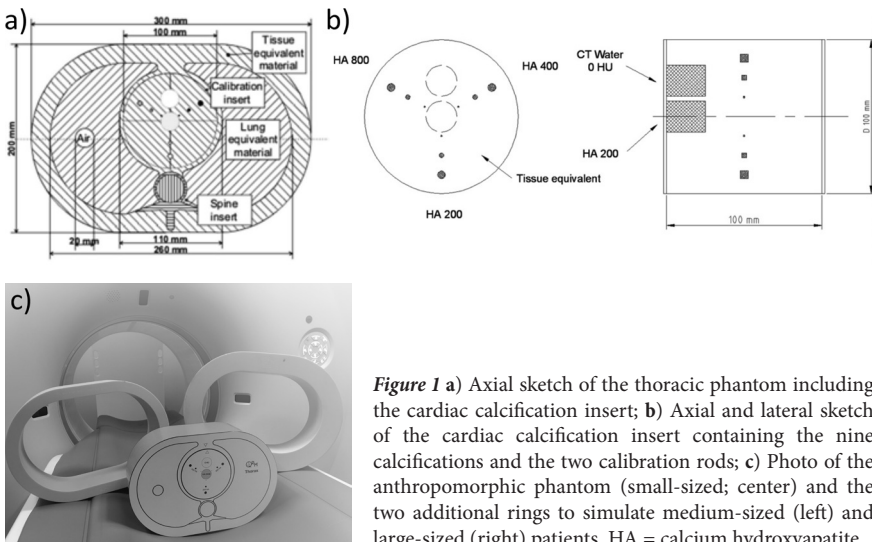 a)
300 mm
100 mm
Tissue
equivalent
material
Calibration
insert
Lung
equivalent
material
Air
200 mm
Spine
insert
20 mm
110 mm
260 mm
b)
HA 800
HA 400
Tissue equivalent
HA 200
CT Water
0 HU
HA 200
D 100 mm
100 mm
c)
Figure 1 a) Axial sketch of the thoracic phantom including
the cardiac calcification insert; b) Axial and lateral sketch
of the cardiac calcification insert containing the nine
calcifications and the two calibration rods; c) Photo of the
anthropomorphic phantom (small-sized; center) and the
two additional rings to simulate medium-sized (left) and
large-sized (right) patients. HA = calcium hydroxyapatite